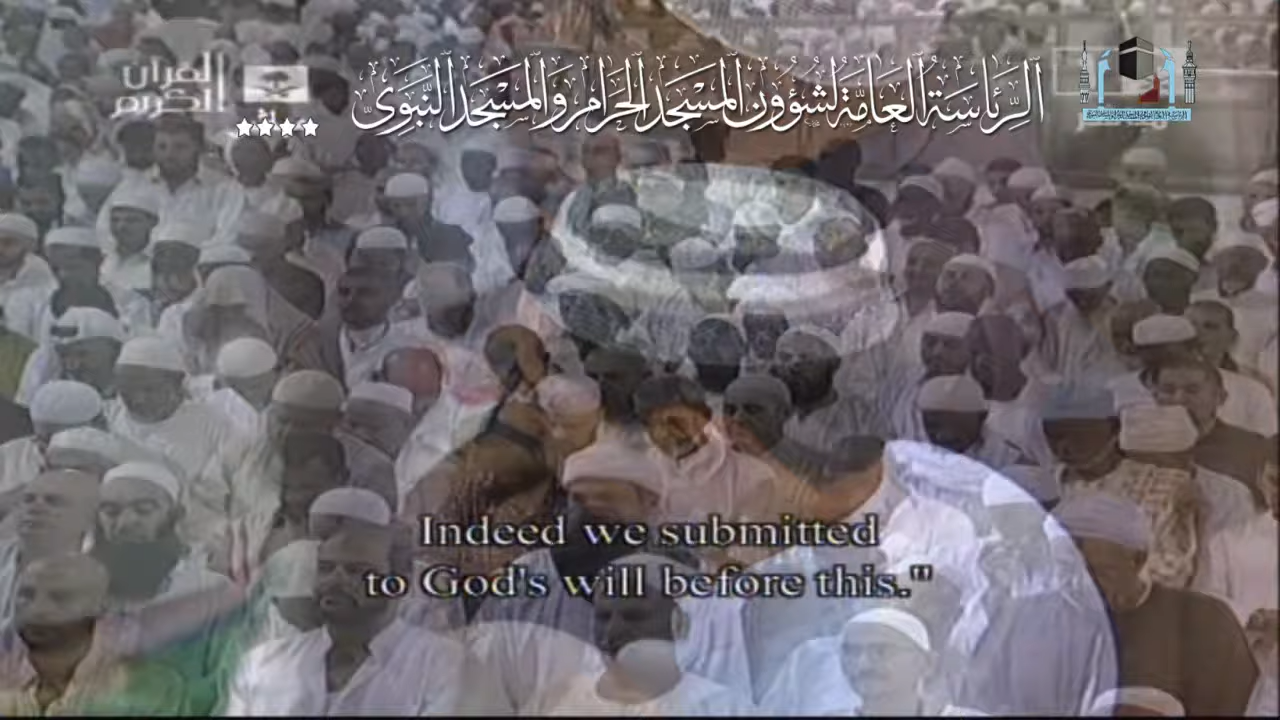 القرآن
الكريم
الرئاسة العامة لشؤون المسجد الحرام والمسجد النبوي
Indeed we submitted
to God's will before this."